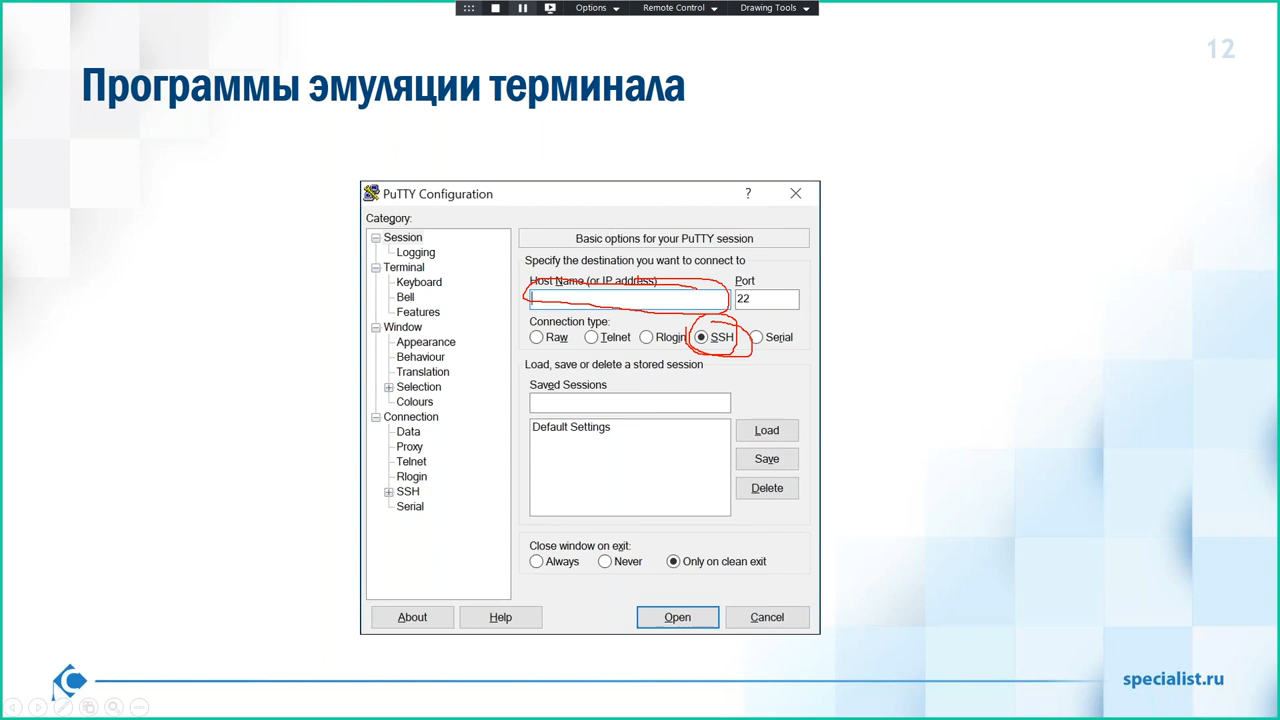 Options Remote Control Drawing Tools
12
Программы эмуляции терминала
PuTTY Configuration ?
Category:
Session
Logging
Terminal
Keyboard
Bell
Features
Window
Appearance
Behaviour
Translation
Selection
Colours
Connection
Data
Proxy
Telnet
Rlogin
SSH
Serial
Basic options for your PuTTY session
Specify the destination you want to connect to
Host Name (or IP address) Port
22
Connection type:
Raw Telnet Rlogin SSH Serial
Load, save or delete a stored session
Saved Sessions
Default Settings
Load
Save
Delete
Close window on exit:
Always Never Only on clean exit
About Help Open Cancel
specialist.ru